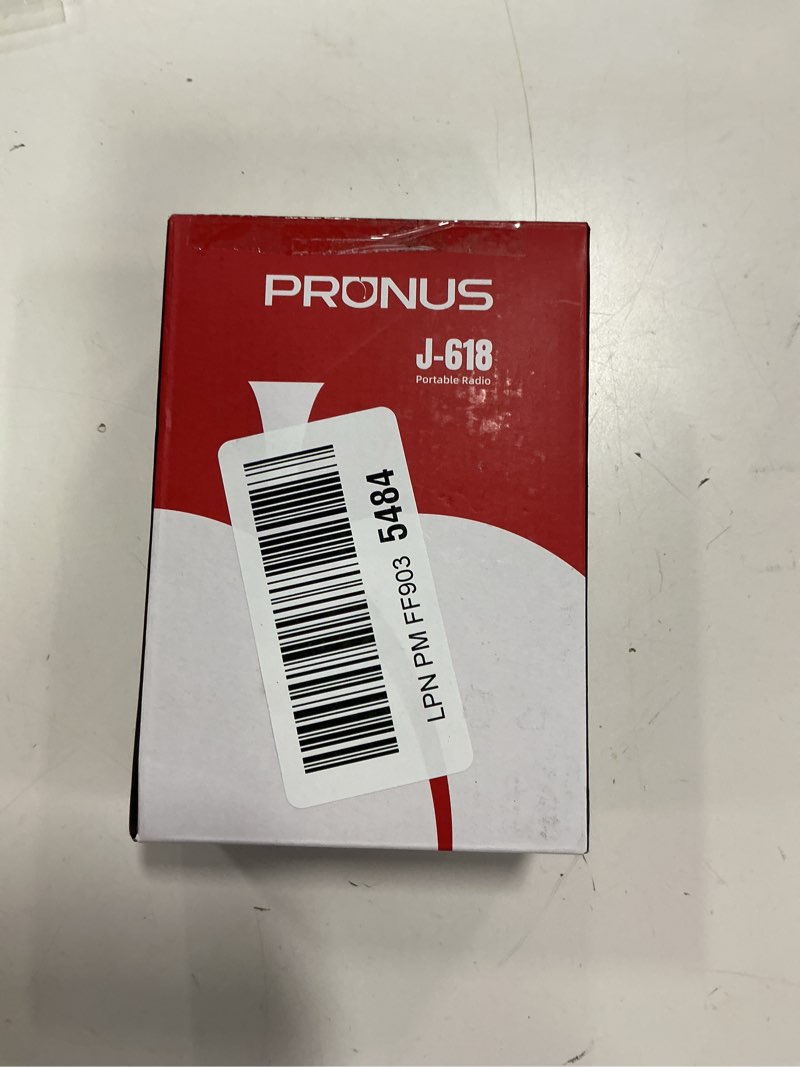 PRUNUS
J-618
Portable Radio
LPN PM FF903 5484